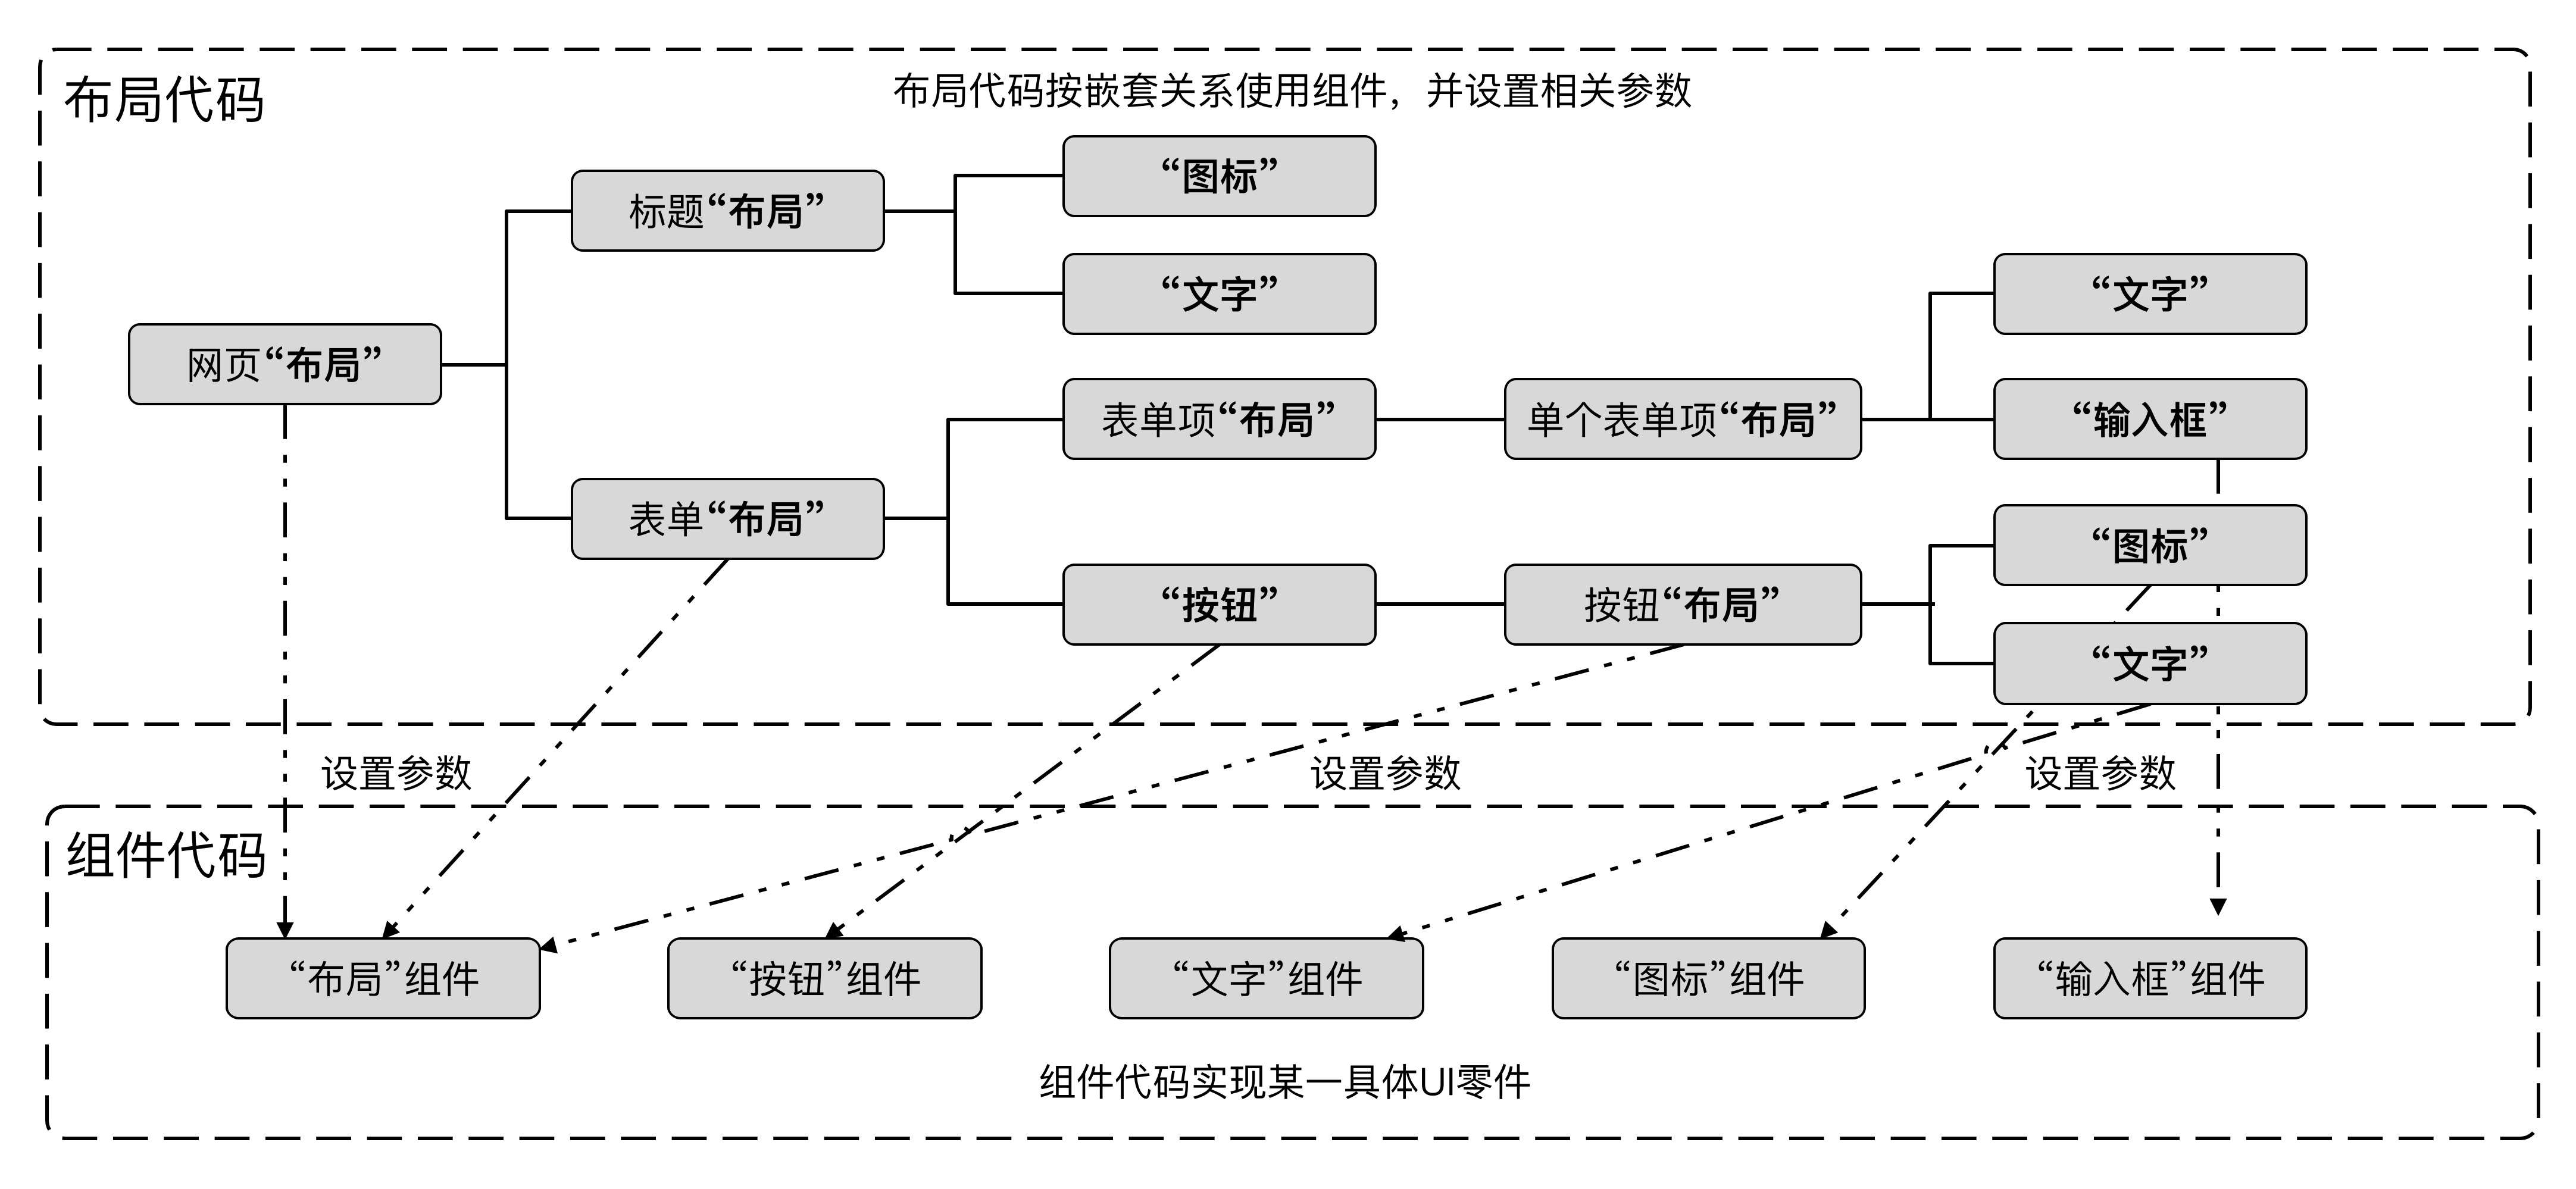 布局代码
布局代码按嵌套关系使用组件，并设置相关参数
“图标”
标题“布局”
“文字”
“文字”
网页“布局”
表单项“布局”
单个表单项“布局”
“输入框”
表单“布局”
“图标”
“按钮”
按钮“布局”
“文字”
设置参数
设置参数
设置参数
组件代码
“布局”组件
“按钮”组件
“文字”组件
“图标”组件
“输入框”组件
组件代码实现某一具体UI零件